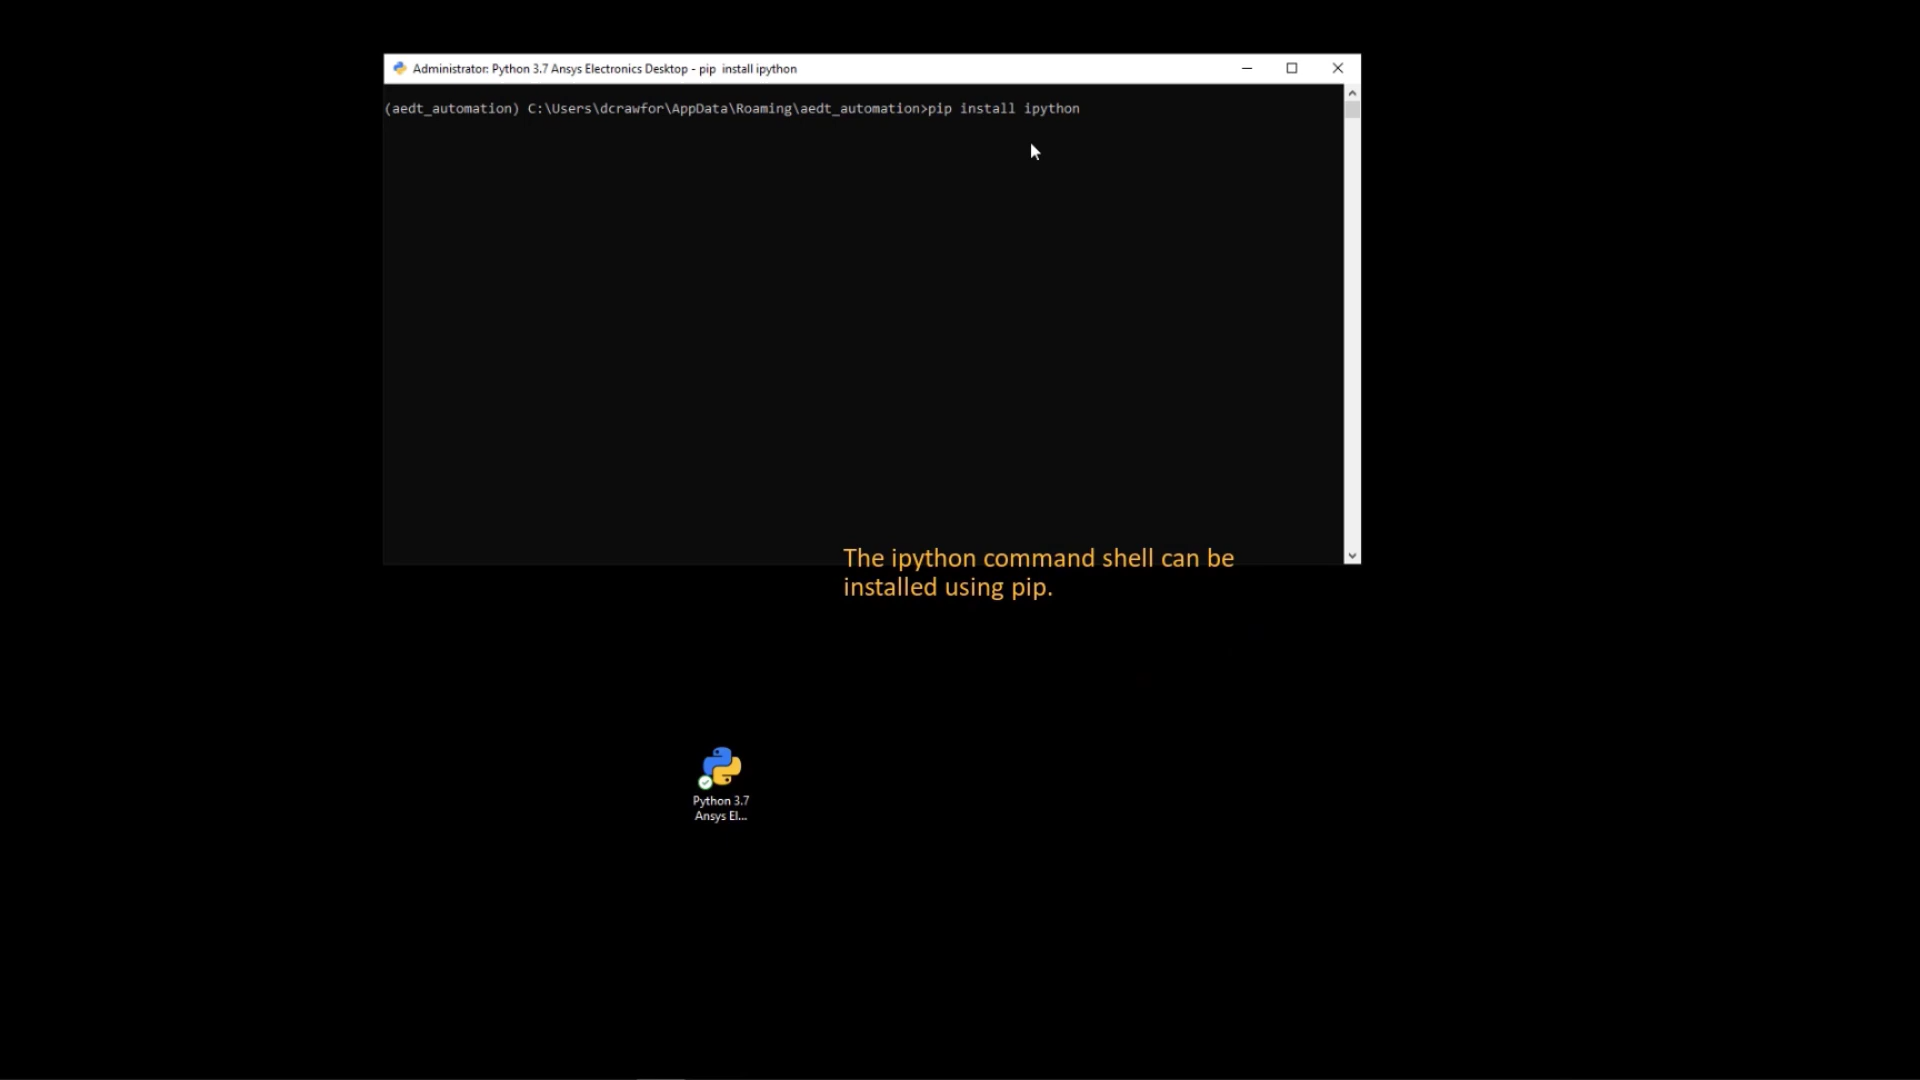 Administrator: Python 3.7 Ansys Electronics Desktop - pip  install ipython
(aedt_automation) C:\Users\dcrawfor\AppData\Roaming\aedt_automation>pip install ipython
The ipython command shell can be
installed using pip.
Python 3.7
Ansys El...